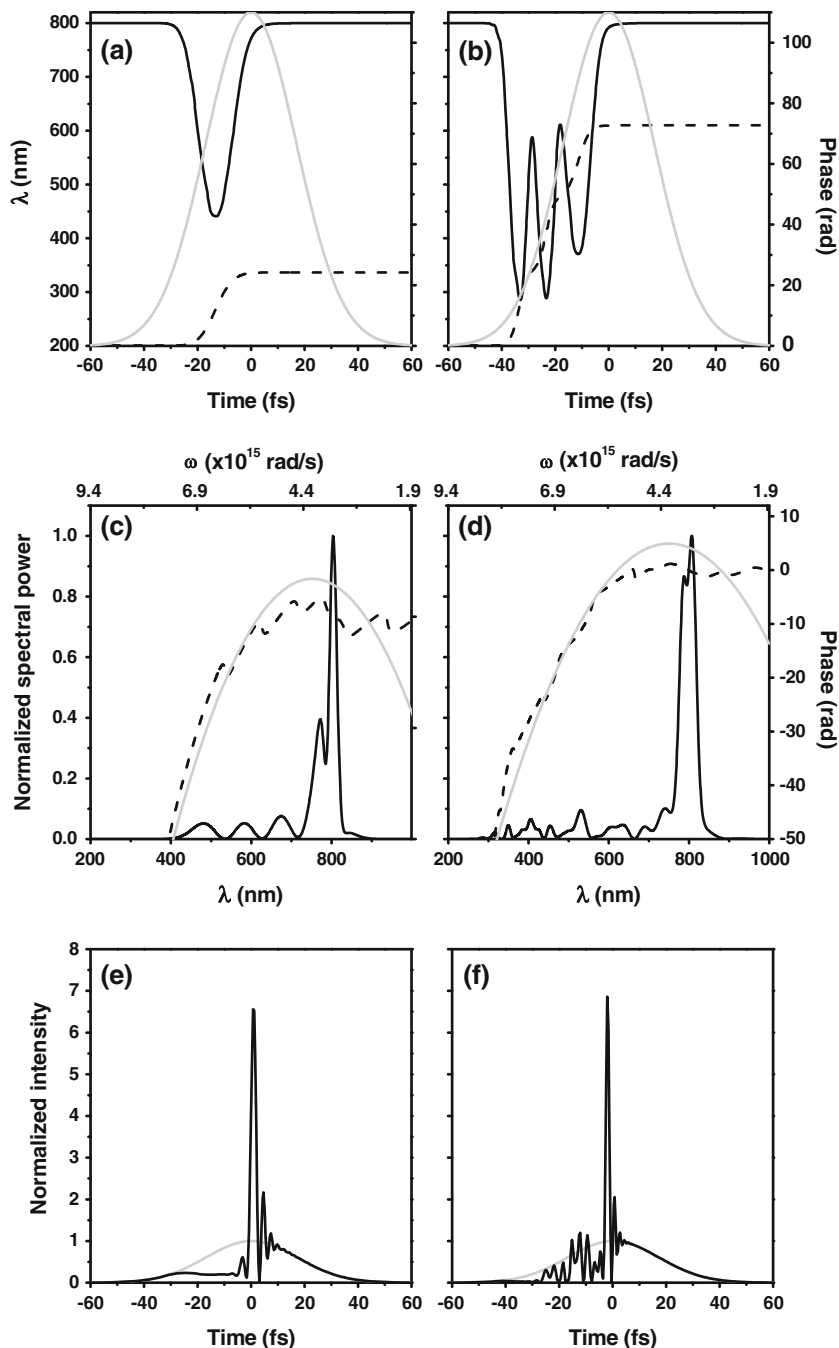 (a)
(b)
800
700
600
500
400
300
200
λ (nm)
100
80
60
40
20
0
Phase (rad)
-60 -40 -20 0 20 40 60
-60 -40 -20 0 20 40 60
Time (fs)
Time (fs)
ω (x10¹⁵ rad/s)
ω (x10¹⁵ rad/s)
9.4 6.9 4.4 1.9
9.4 6.9 4.4 1.9
(c)
(d)
1.0
0.8
0.6
0.4
0.2
0.0
Normalized spectral power
10
0
-10
-20
-30
-40
-50
Phase (rad)
200 400 600 800
200 400 600 800 1000
λ (nm)
λ (nm)
(e)
(f)
8
7
6
5
4
3
2
1
0
Normalized intensity
-60 -40 -20 0 20 40 60
-60 -40 -20 0 20 40 60
Time (fs)
Time (fs)